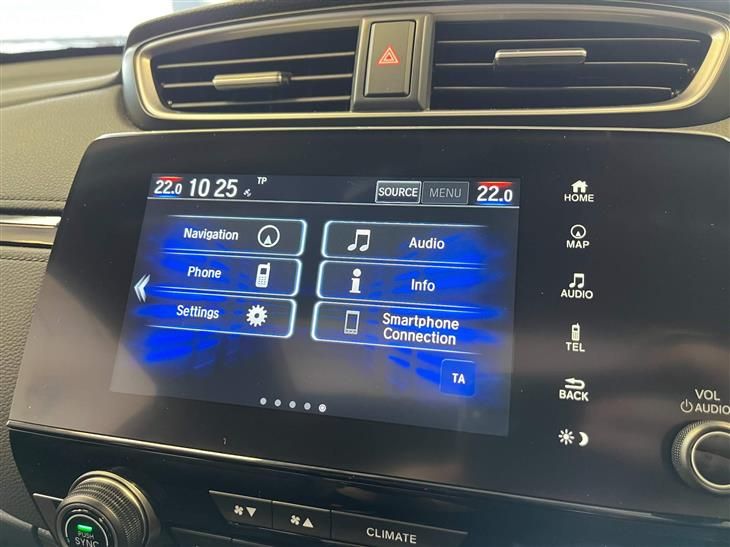 22.0 10 25 TP SOURCE MENU 22.0
Navigation
Audio
Phone
Info
Settings
Smartphone
Connection
TA
HOME
MAP
AUDIO
TEL
BACK
VOL
AUDIO
PUSH
SYNC
CLIMATE